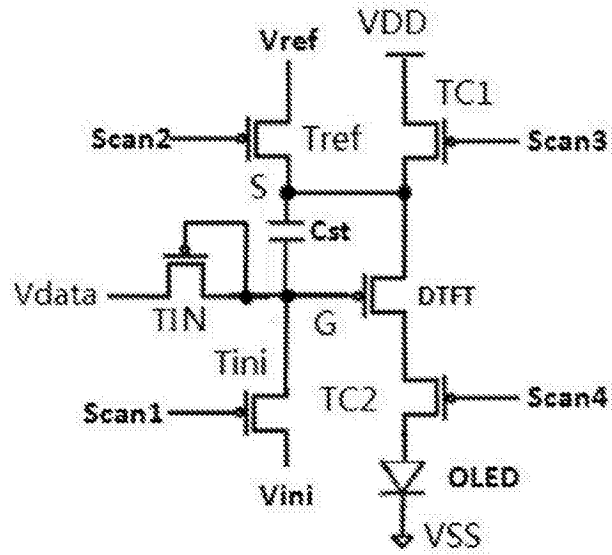 Vref
VDD
TC1
Scan2
Tref
Scan3
S
Cst
Vdata
TIN
G
DTFT
Tini
TC2
Scan1
Scan4
Vini
OLED
VSS